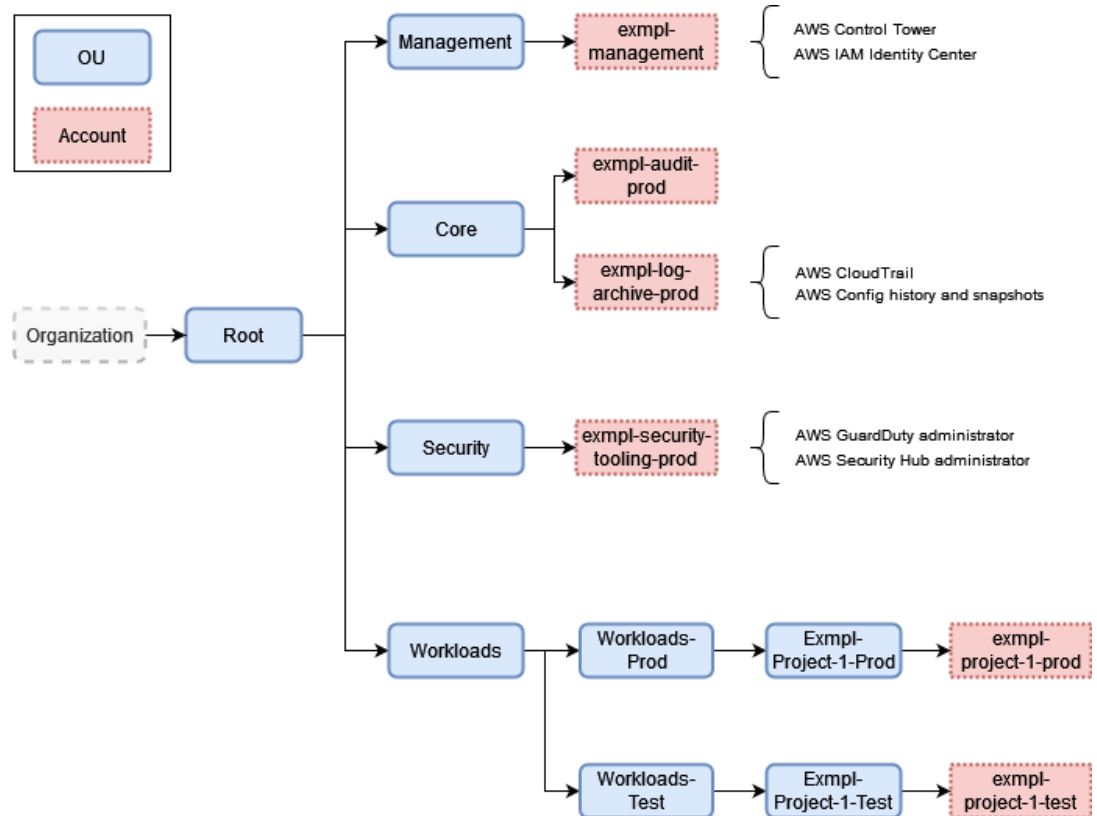 OU
Account
Management
exmpl-
management
AWS Control Tower
AWS IAM Identity Center
Core
exmpl-audit-
prod
exmpl-log-
archive-prod
AWS CloudTrail
AWS Config history and snapshots
Organization
Root
Security
exmpl-security-
tooling-prod
AWS GuardDuty administrator
AWS Security Hub administrator
Workloads
Workloads-
Prod
Exmpl-
Project-1-Prod
exmpl-
project-1-prod
Workloads-
Test
Exmpl-
Project-1-Test
exmpl-
project-1-test